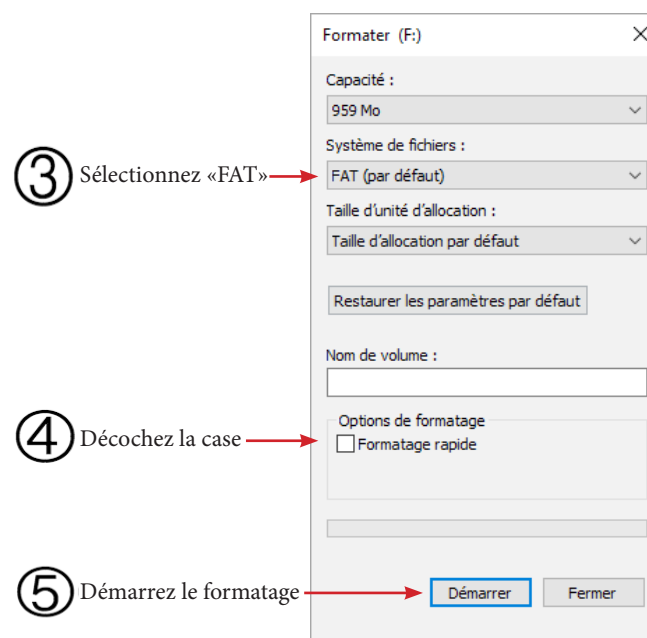 Formater (F:)
Capacité :
959 Mo
Système de fichiers :
③ Sélectionnez «FAT»
FAT (par défaut)
Taille d'unité d'allocation :
Taille d'allocation par défaut
Restaurer les paramètres par défaut
Nom de volume :
Options de formatage
④ Décochez la case
Formatage rapide
⑤ Démarrez le formatage
Démarrer
Fermer